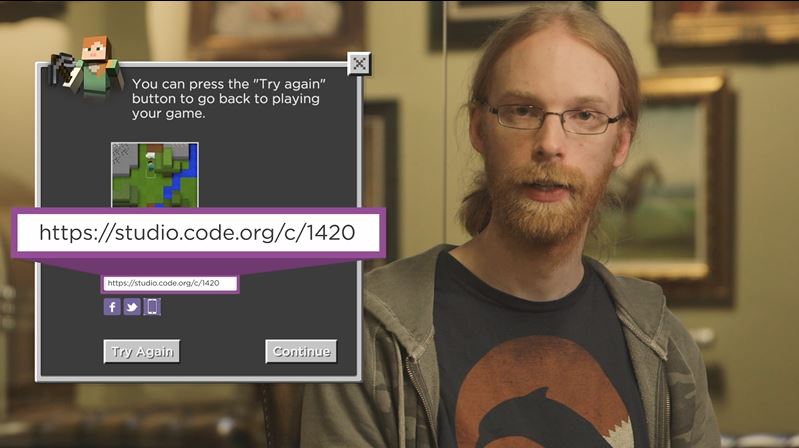 You can press the "Try again"
button to go back to playing
your game.
https://studio.code.org/c/1420
https://studio.code.org/c/1420
Try Again
Continue